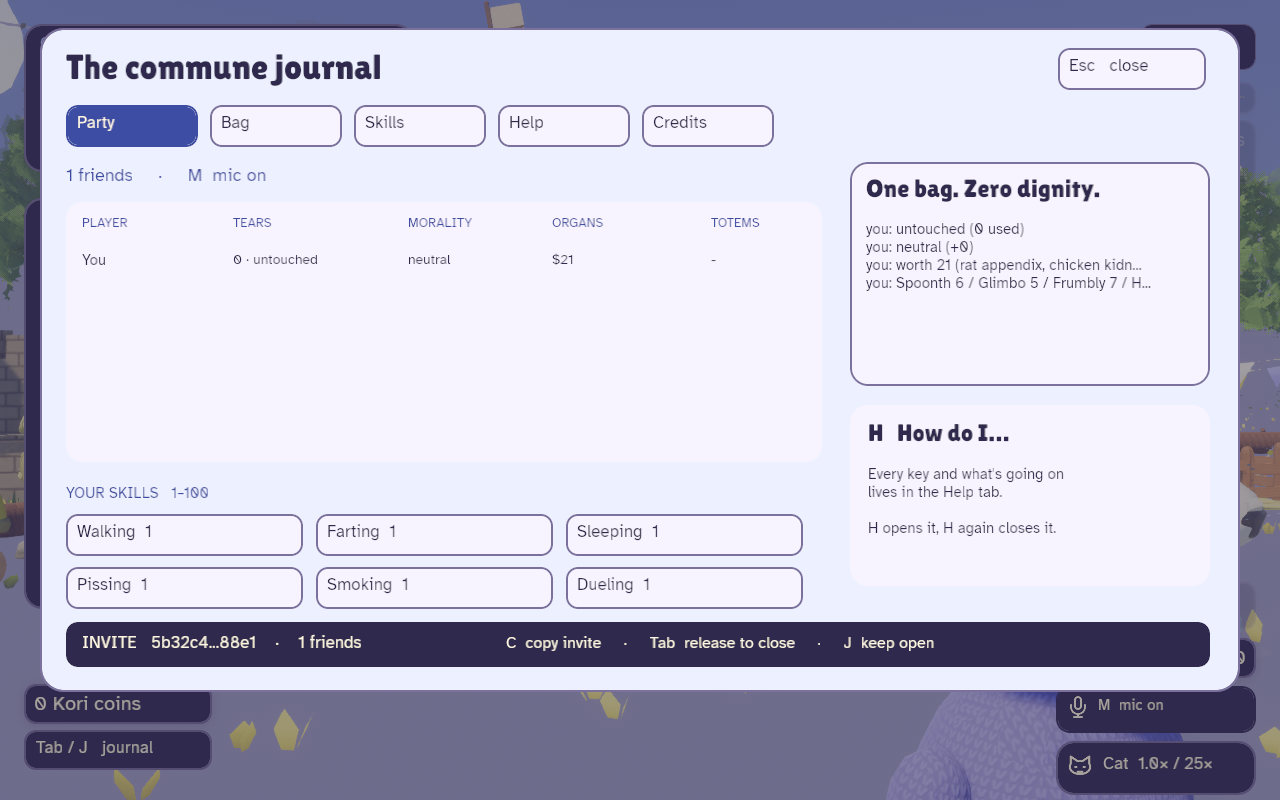 The commune journal
Esc close
Party
Bag
Skills
Help
Credits
1 friends · M mic on
PLAYER TEARS MORALITY ORGANS TOTEMS
You 0 · untouched neutral $21 -
One bag. Zero dignity.
you: untouched (0 used)
you: neutral (+0)
you: worth 21 (rat appendix, chicken kidn...
you: Spoonth 6 / Glimbo 5 / Frumbly 7 / H...
H How do I...
Every key and what's going on
lives in the Help tab.
H opens it, H again closes it.
YOUR SKILLS 1-100
Walking 1
Farting 1
Sleeping 1
Pissing 1
Smoking 1
Dueling 1
INVITE 5b32c4...88e1 · 1 friends
C copy invite · Tab release to close · J keep open
0 Kori coins
Tab / J journal
M mic on
Cat 1.0× / 25×